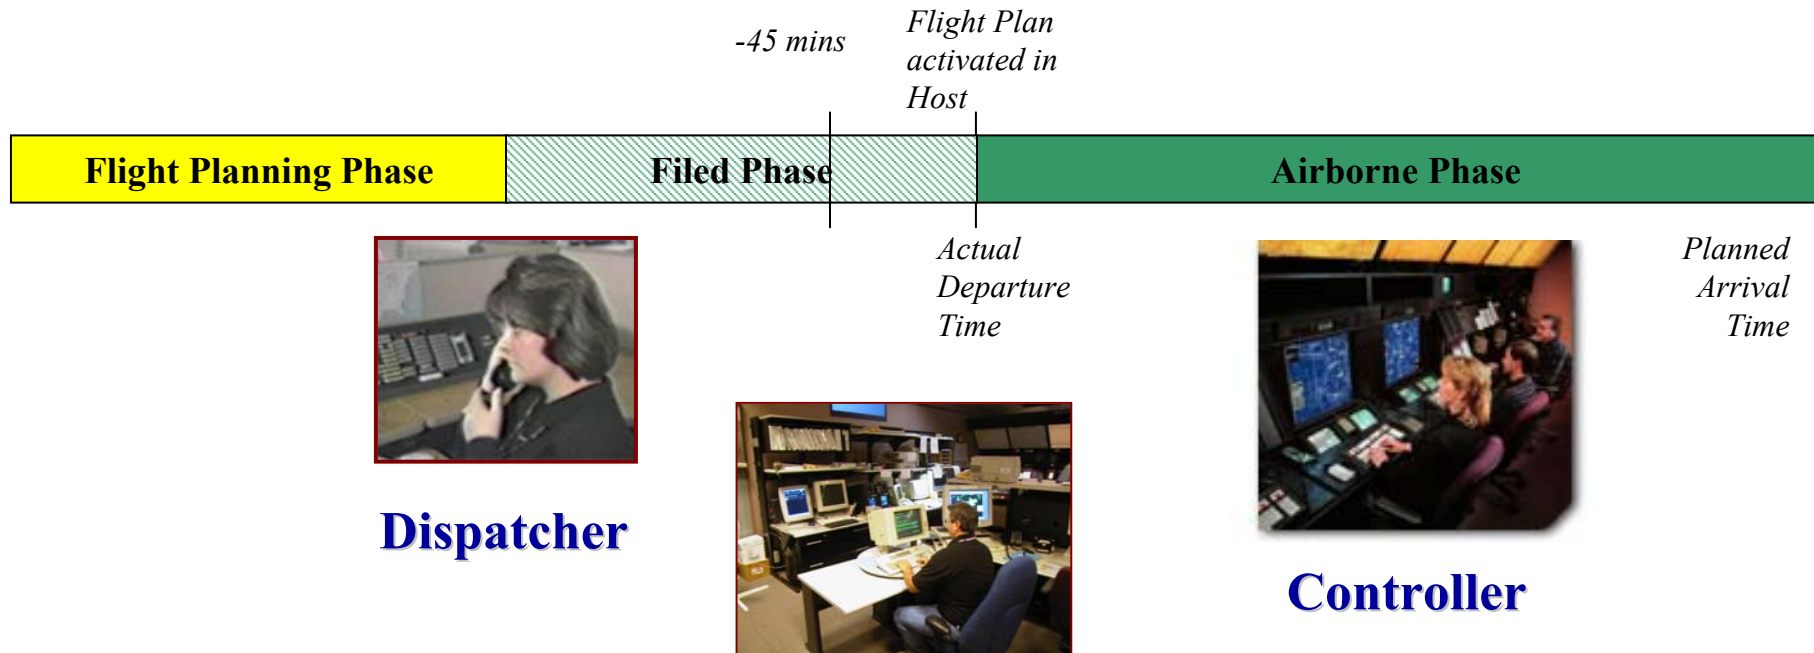 -45 mins
Flight Plan
activated in
Host
Flight Planning Phase
Filed Phase
Airborne Phase
Actual
Departure
Time
Planned
Arrival
Time
Dispatcher
Controller